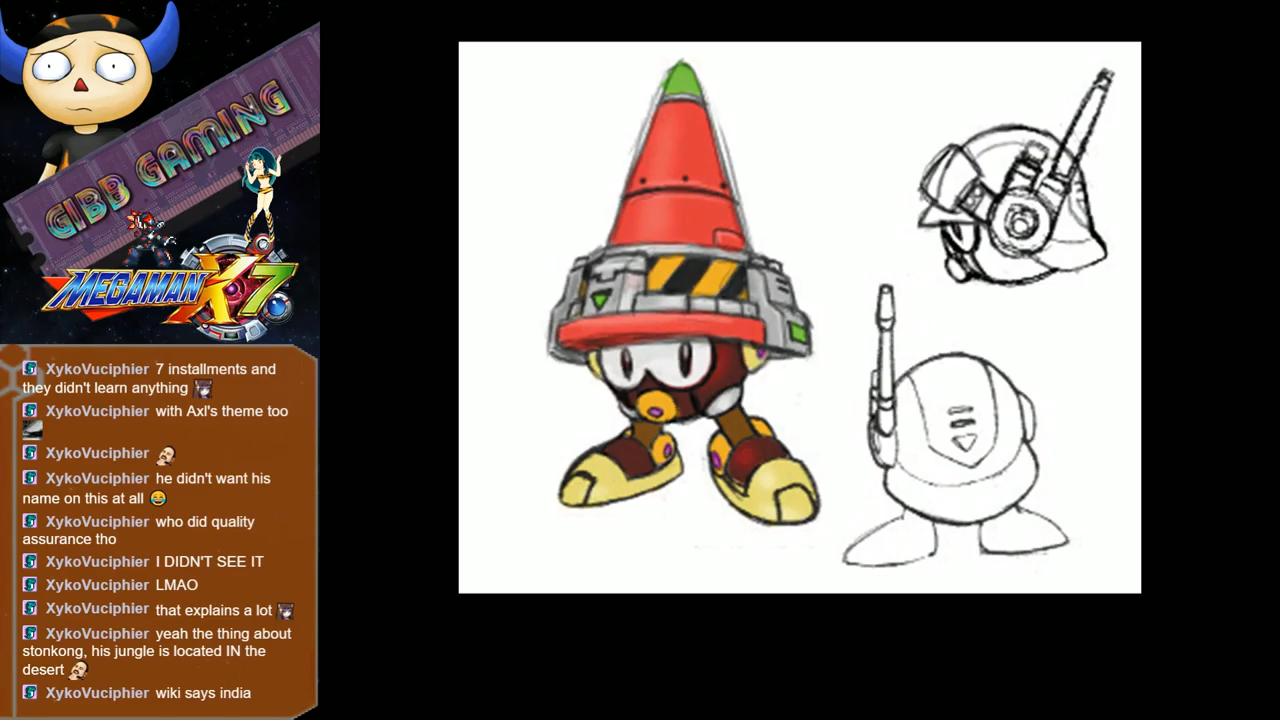 GIBB GAMING
MEGAMAN X7
XykoVuciphier 7 installments and
they didn't learn anything
XykoVuciphier with Axl's theme too
XykoVuciphier
XykoVuciphier he didn't want his
name on this at all 😂
XykoVuciphier who did quality
assurance tho
XykoVuciphier I DIDN'T SEE IT
XykoVuciphier LMAO
XykoVuciphier that explains a lot
XykoVuciphier yeah the thing about
stonkong, his jungle is located IN the
desert
XykoVuciphier wiki says india